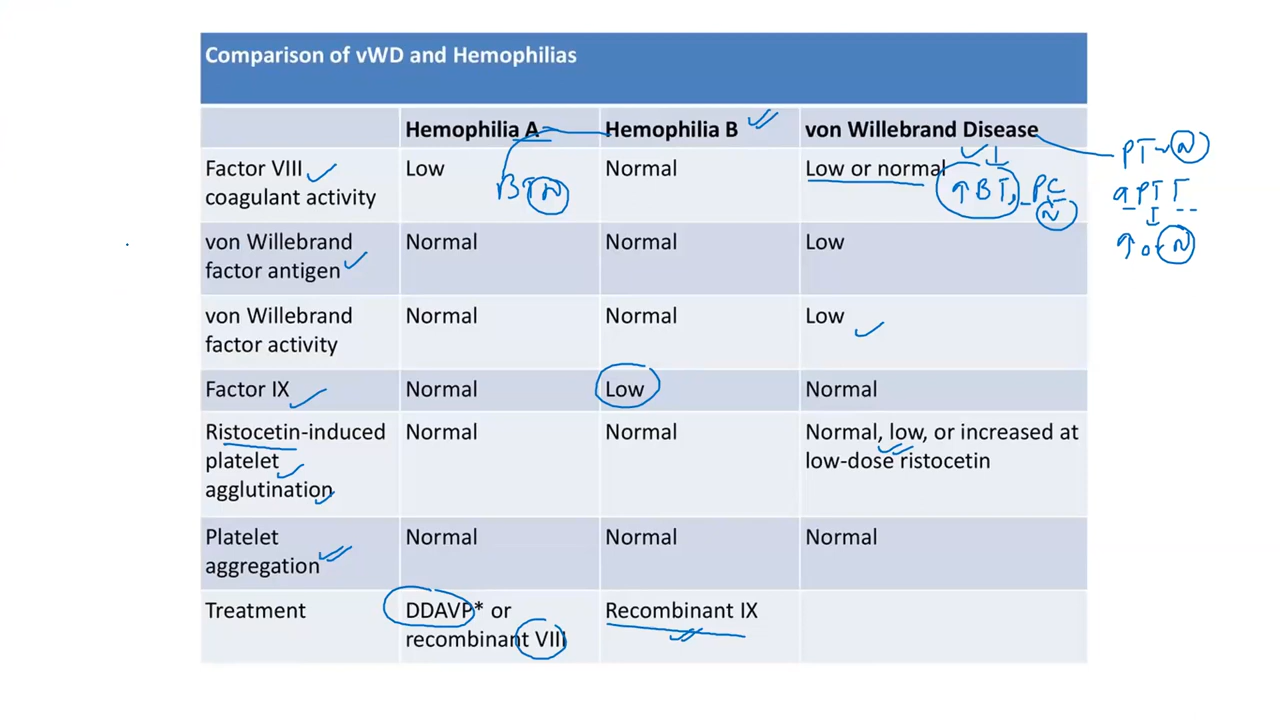 Comparison of vWD and Hemophilias
Hemophilia A
Hemophilia B
von Willebrand Disease
PT - N
Factor VIII
coagulant activity
Low
BT N
Normal
Low or normal
↑BT, PC
N
aPTT
↑ or N
von Willebrand
factor antigen
Normal
Normal
Low
von Willebrand
factor activity
Normal
Normal
Low
Factor IX
Normal
Low
Normal
Ristocetin-induced
platelet
agglutination
Normal
Normal
Normal, low, or increased at
low-dose ristocetin
Platelet
aggregation
Normal
Normal
Normal
Treatment
DDAVP* or
recombinant VIII
Recombinant IX